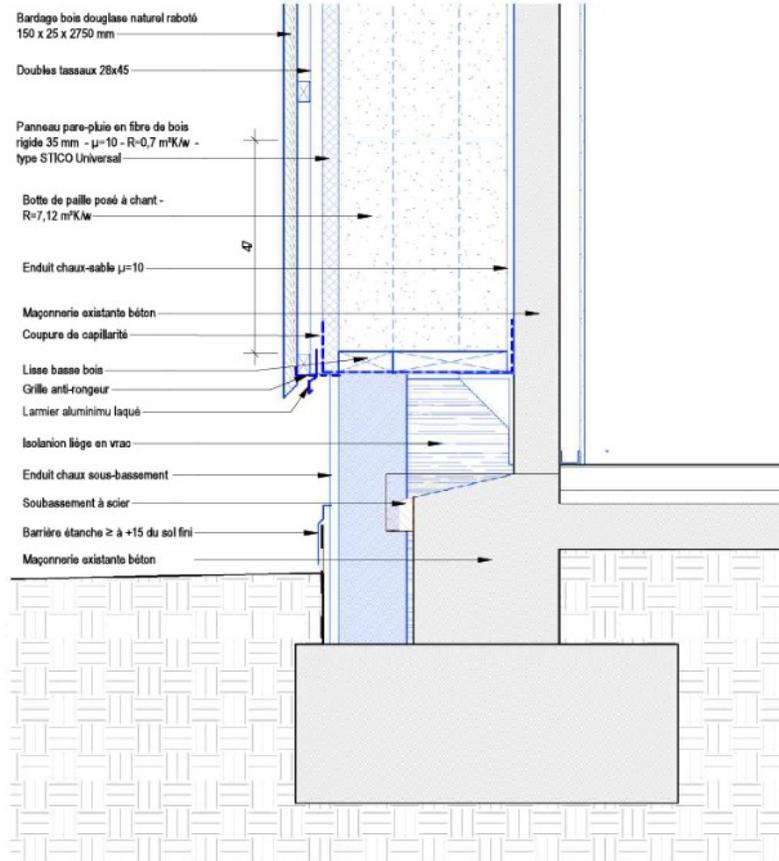 Bardage bois douglase naturel raboté
150 x 25 x 2750 mm
Doubles tassaux 28x45
Panneau pare-pluie en fibre de bois
rigide 35 mm - µ=10 - R=0,7 m²K/w -
type STICO Universal
Botte de paille posé à chant -
R=7,12 m²K/w
47
Enduit chaux-sable µ=10
Maçonnerie existante béton
Coupure de capillarité
Lisse basse bois
Grille anti-rongeur
Larmier aluminimu laqué
Isolanion liège en vrac
Enduit chaux sous-bassement
Soubassement à scier
Barrière étanche ≥ à +15 du sol fini
Maçonnerie existante béton